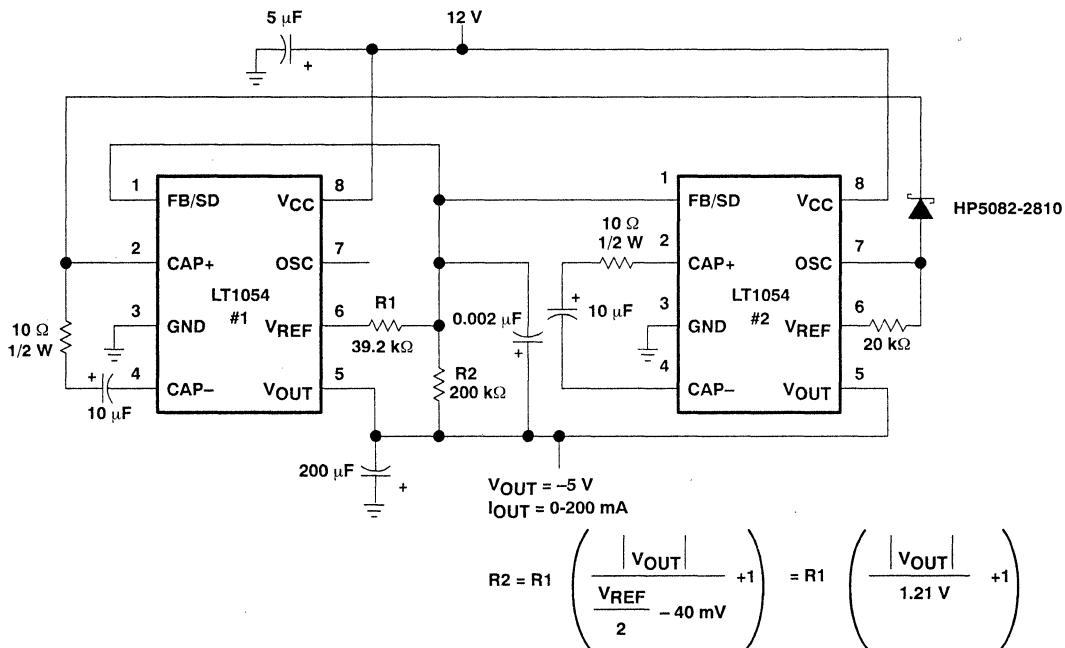 5 μF
12 V
+
1
FB/SD
VCC
8
2
CAP+
OSC
7
LT1054
#1
3
GND
VREF
6
4
CAP–
VOUT
5
10 Ω
1/2 W
+
10 μF
R1
39.2 kΩ
R2
200 kΩ
0.002 μF
+
200 μF
+
10 Ω
1/2 W
+
10 μF
1
FB/SD
VCC
8
2
CAP+
OSC
7
LT1054
#2
3
GND
VREF
6
4
CAP–
VOUT
5
HP5082-2810
20 kΩ
VOUT = –5 V
IOUT = 0-200 mA
R2 = R1 ( |VOUT| / (VREF/2 – 40 mV) +1 ) = R1 ( |VOUT| / 1.21 V +1 )